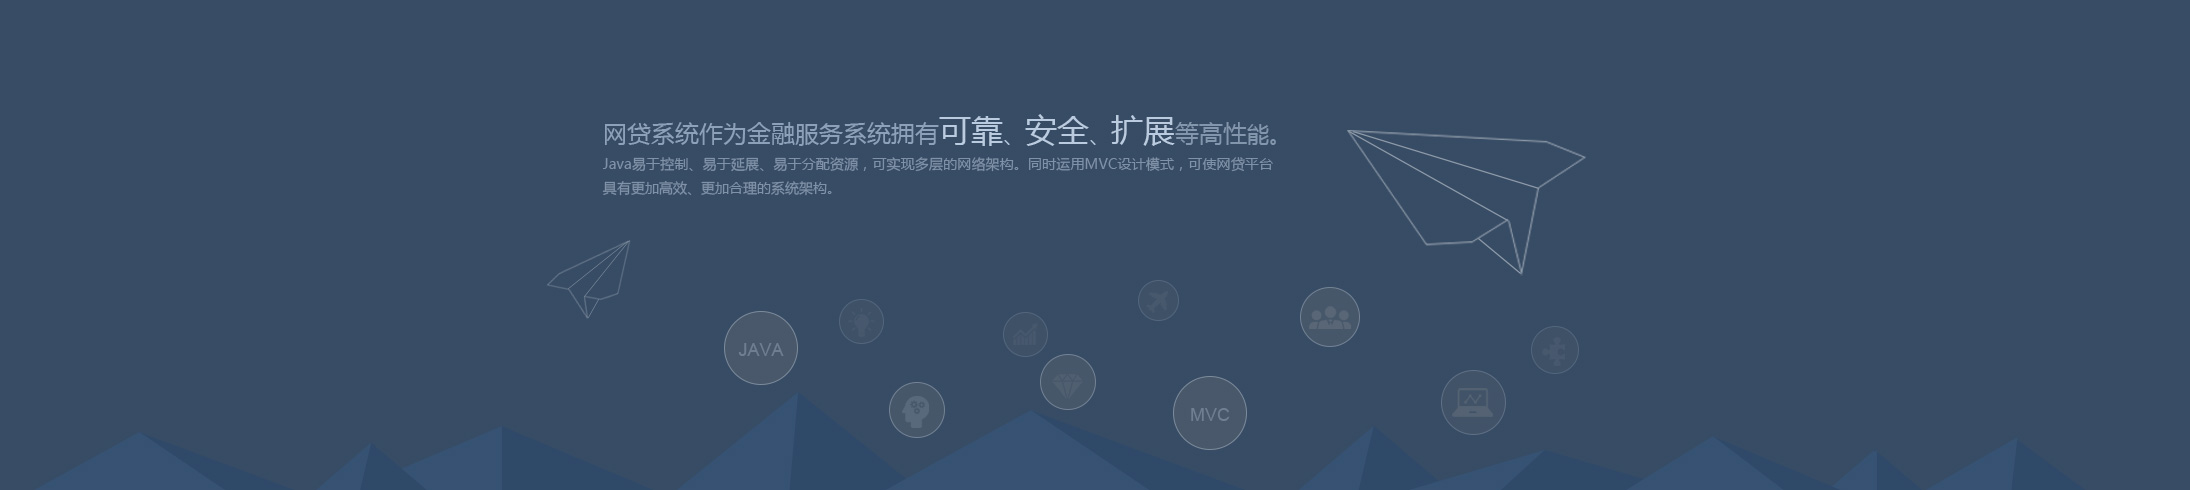 网贷系统作为金融服务系统拥有可靠、安全、扩展等高性能。
Java易于控制、易于延展、易于分配资源，可实现多层的网络架构。同时运用MVC设计模式，可使网贷平台
具有更加高效、更加合理的系统架构。
JAVA
MVC